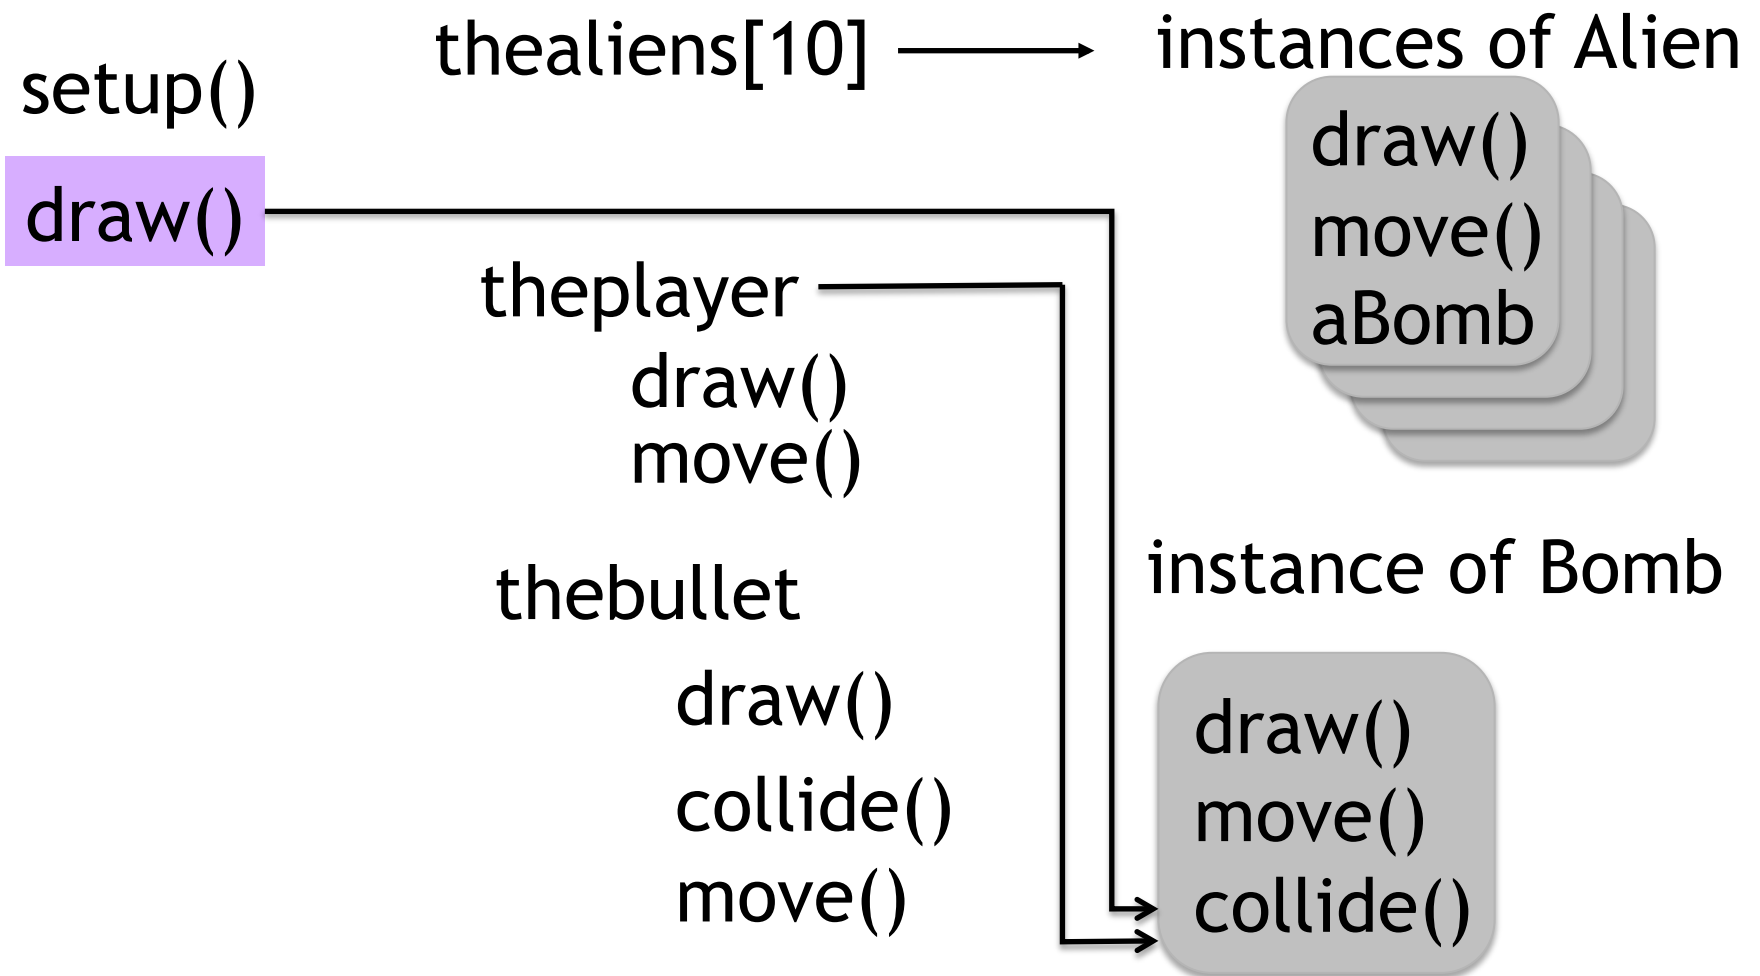 setup()
draw()
thealiens[10]
theplayer
draw()
move()
thebullet
draw()
collide()
move()
instances of Alien
draw()
move()
aBomb
instance of Bomb
draw()
move()
collide()